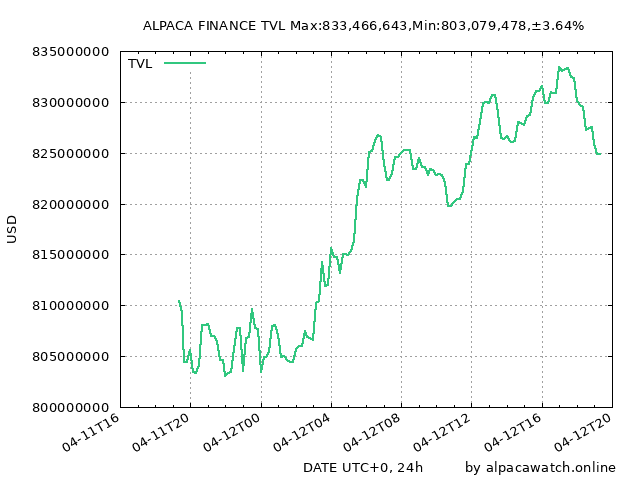 ALPACA FINANCE TVL Max:833,466,643,Min:803,079,478,±3.64%
TVL
835000000
830000000
825000000
820000000
815000000
810000000
805000000
800000000
USD
04-11T16
04-11T20
04-12T00
04-12T04
04-12T08
04-12T12
04-12T16
04-12T20
DATE UTC+0, 24h
by alpacawatch.online